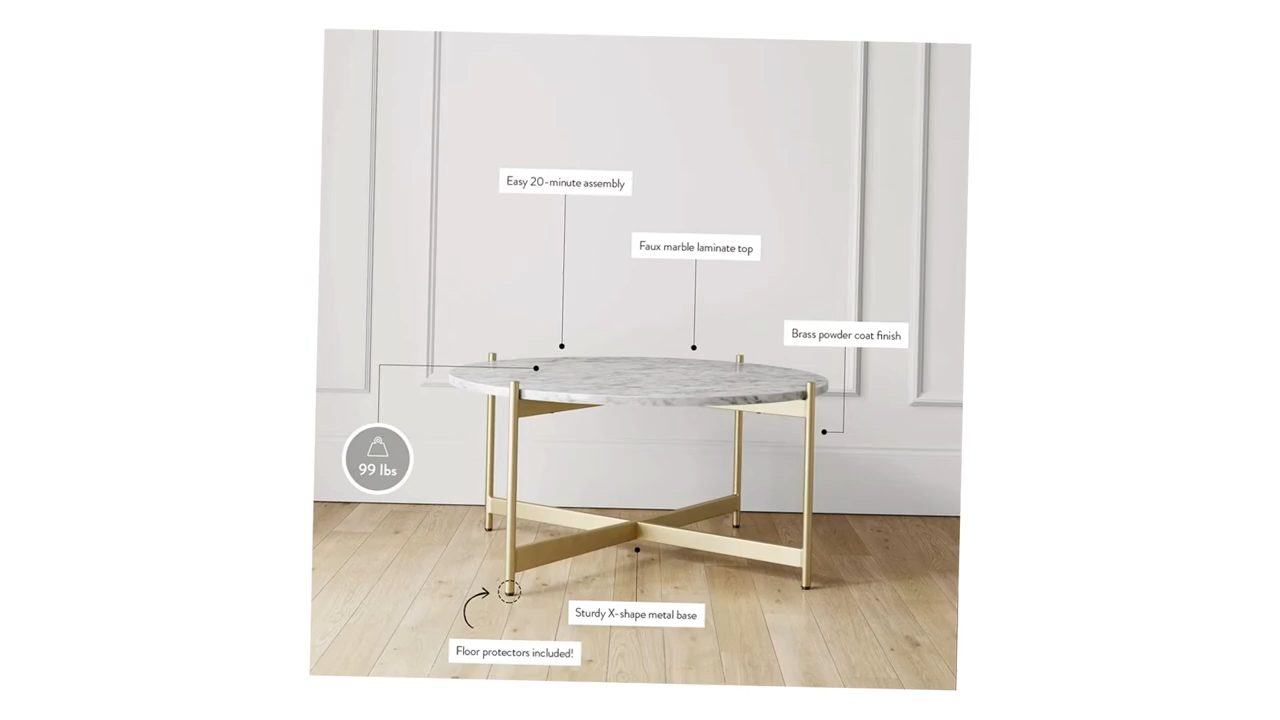 Easy 20-minute assembly
Faux marble laminate top
Brass powder coat finish
99 lbs
Sturdy X-shape metal base
Floor protectors included!